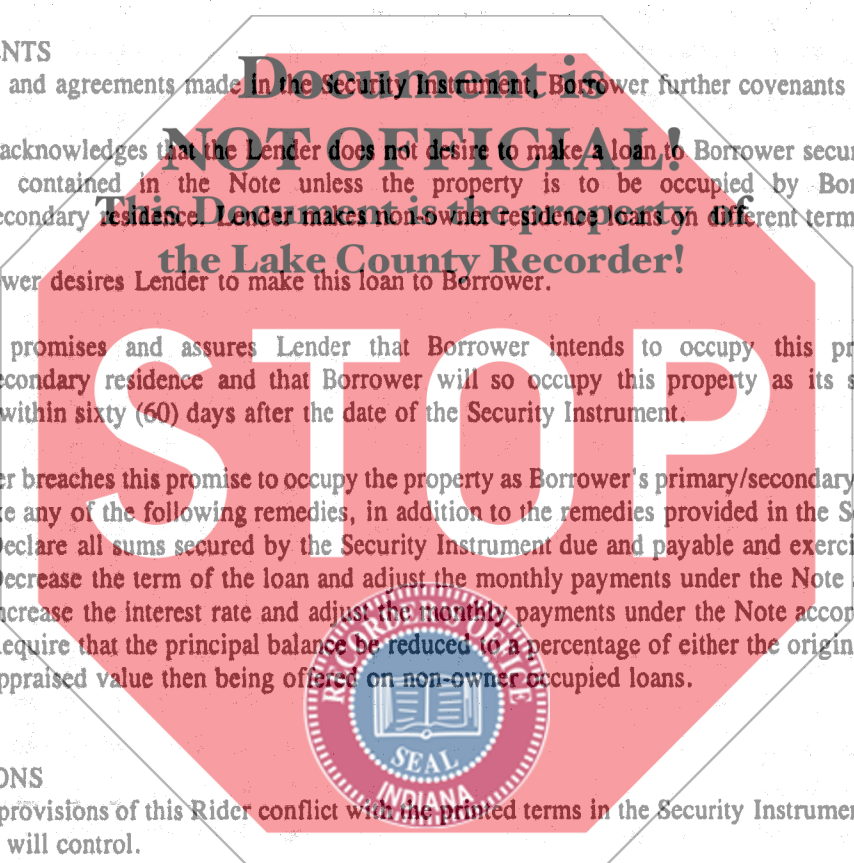 NTS
Document is
and agreements made in the Security Instrument, Borrower further covenants
NOT OFFICIAL!
acknowledges that the Lender does not desire to make a loan to Borrower secur
contained in the Note unless the property is to be occupied by Bor
This Document is the property of
econdary residence. Lender makes non-owner residence loans on different term
the Lake County Recorder!
wer desires Lender to make this loan to Borrower.
STOP
promises and assures Lender that Borrower intends to occupy this pr
econdary residence and that Borrower will so occupy this property as its s
within sixty (60) days after the date of the Security Instrument.
er breaches this promise to occupy the property as Borrower's primary/secondary
e any of the following remedies, in addition to the remedies provided in the S
eclare all sums secured by the Security Instrument due and payable and exerci
ecrease the term of the loan and adjust the monthly payments under the Note
ncrease the interest rate and adjust the monthly payments under the Note accor
equire that the principal balance be reduced to a percentage of either the origin
ppraised value then being offered on non-owner occupied loans.
RECORDER'S OFFICE
SEAL
INDIANA
ONS
provisions of this Rider conflict with the printed terms in the Security Instrumen
will control.